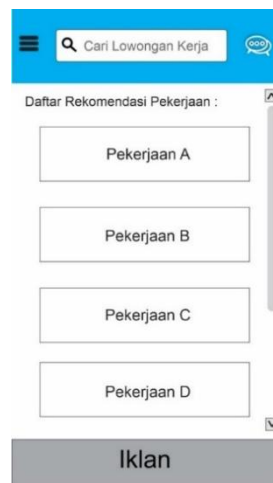 Cari Lowongan Kerja
Daftar Rekomendasi Pekerjaan :
Pekerjaan A
Pekerjaan B
Pekerjaan C
Pekerjaan D
Iklan